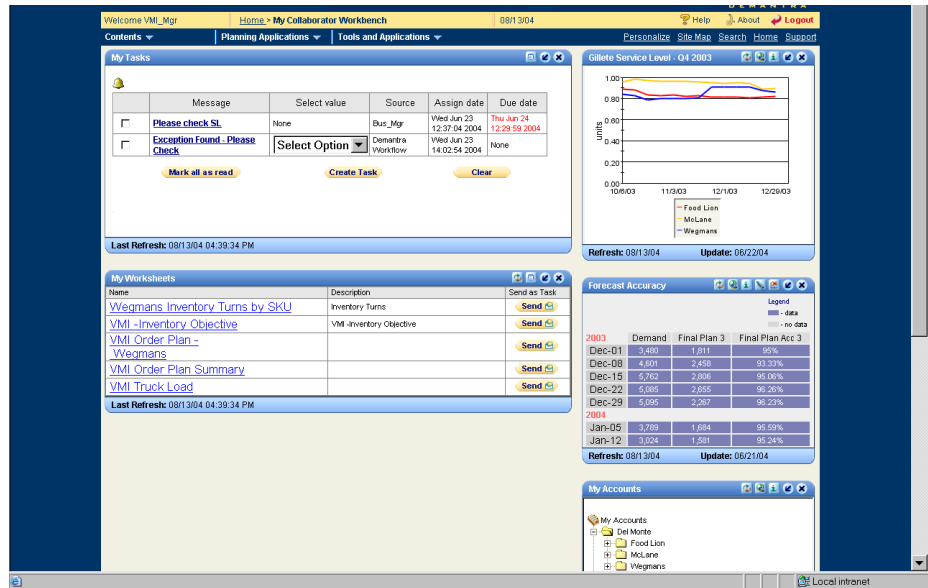 DEMANTRA
Welcome VMI_Mgr Home > My Collaborator Workbench 08/13/04 Help About Logout
Contents Planning Applications Tools and Applications Personalize Site Map Search Home Support
My Tasks
Message Select value Source Assign date Due date
Please check SL None Bus_Mgr Wed Jun 23 12:37:04 2004 Thu Jun 24 12:29:59 2004
Exception Found - Please Check Select Option Demantra Workflow Wed Jun 23 14:02:54 2004 None
Mark all as read Create Task Clear
Last Refresh: 08/13/04 04:39:34 PM
My Worksheets
Name Description Send as Task
Wegmans Inventory Turns by SKU Inventory Turns Send
VMI -Inventory Objective VMI -Inventory Objective Send
VMI Order Plan - Wegmans Send
VMI Order Plan Summary Send
VMI Truck Load Send
Last Refresh: 08/13/04 04:39:34 PM
Gillete Service Level - Q4 2003
1.00
0.80
0.60
0.40
0.20
0.00
units
10/6/03 11/3/03 12/1/03 12/29/03
Food Lion
McLane
Wegmans
Refresh: 08/13/04 Update: 06/22/04
Forecast Accuracy
Legend
- data
- no data
2003 Demand Final Plan 3 Final Plan Acc 3
Dec-01 3,480 1,811 95%
Dec-08 4,601 2,458 93.33%
Dec-15 5,762 2,806 95.06%
Dec-22 5,085 2,655 96.26%
Dec-29 5,095 2,267 96.23%
2004
Jan-05 3,789 1,684 95.59%
Jan-12 3,024 1,581 95.24%
Refresh: 08/13/04 Update: 06/21/04
My Accounts
My Accounts
Del Monte
Food Lion
McLane
Wegmans
Local intranet